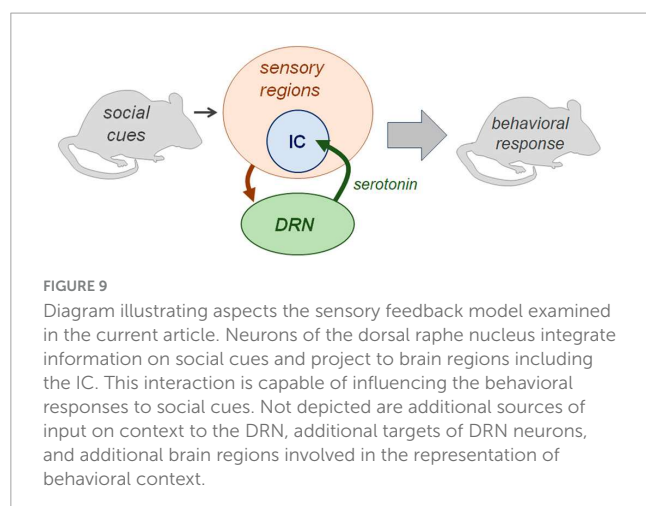 social
cues
sensory
regions
IC
DRN
serotonin
behavioral
response
FIGURE 9
Diagram illustrating aspects the sensory feedback model examined
in the current article. Neurons of the dorsal raphe nucleus integrate
information on social cues and project to brain regions including
the IC. This interaction is capable of influencing the behavioral
responses to social cues. Not depicted are additional sources of
input on context to the DRN, additional targets of DRN neurons,
and additional brain regions involved in the representation of
behavioral context.